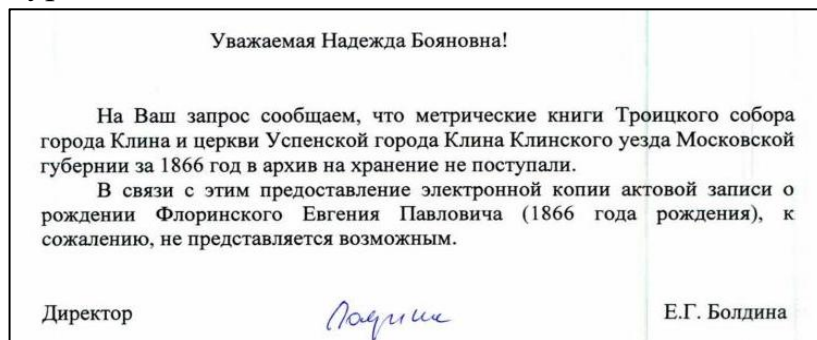 Уважаемая Надежда Бояновна!
На Ваш запрос сообщаем, что метрические книги Троицкого собора
города Клина и церкви Успенской города Клина Клинского уезда Московской
губернии за 1866 год в архив на хранение не поступали.
В связи с этим предоставление электронной копии актовой записи о
рождении Флоринского Евгения Павловича (1866 года рождения), к
сожалению, не представляется возможным.
Директор Е.Г. Болдина